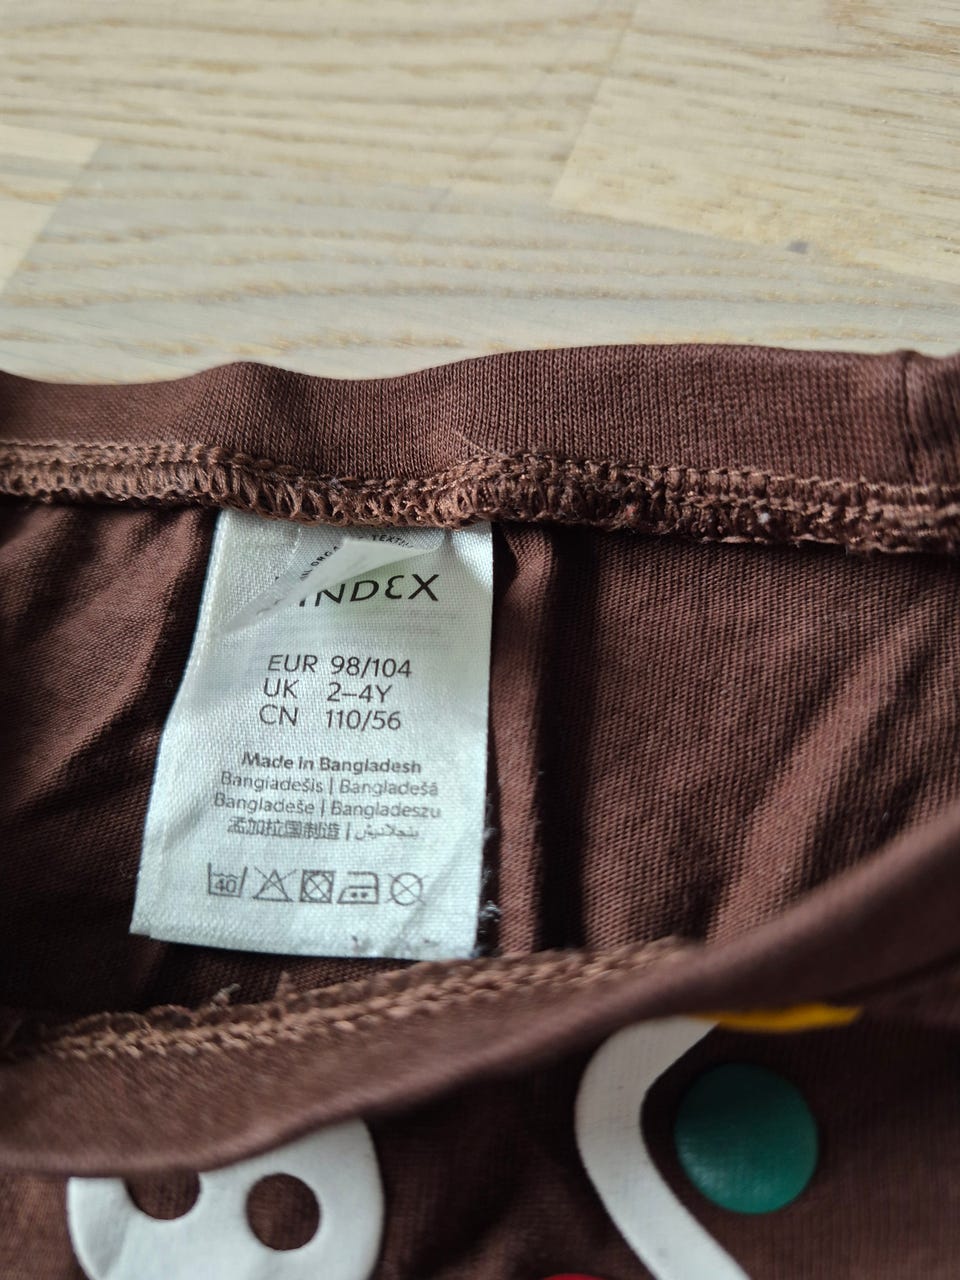 TEXTIL
INDEX
EUR 98/104
UK 2–4Y
CN 110/56
Made in Bangladesh
Bangladešis | Bangladešā
Bangladeše | Bangladeszu
孟加拉国制造 |
40